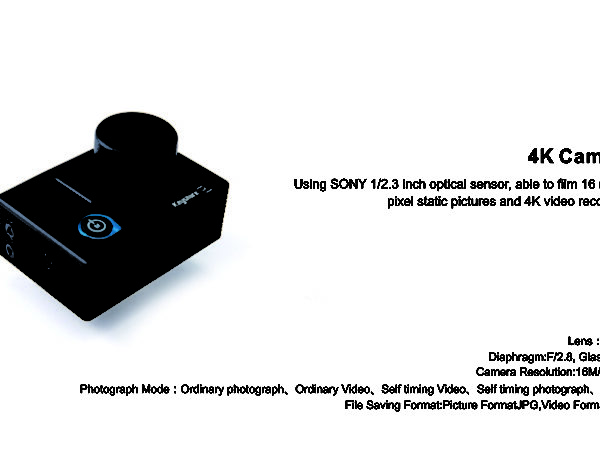 4K Cam
Using SONY 1/2.3 inch optical sensor, able to film 16
pixel static pictures and 4K video reco
Lens :
Diaphragm:F/2.8, Glas
Camera Resolution:16M/
Photograph Mode : Ordinary photograph、Ordinary Video、Self timing Video、Self timing photograph、
File Saving Format:Picture FormatJPG,Video Forma